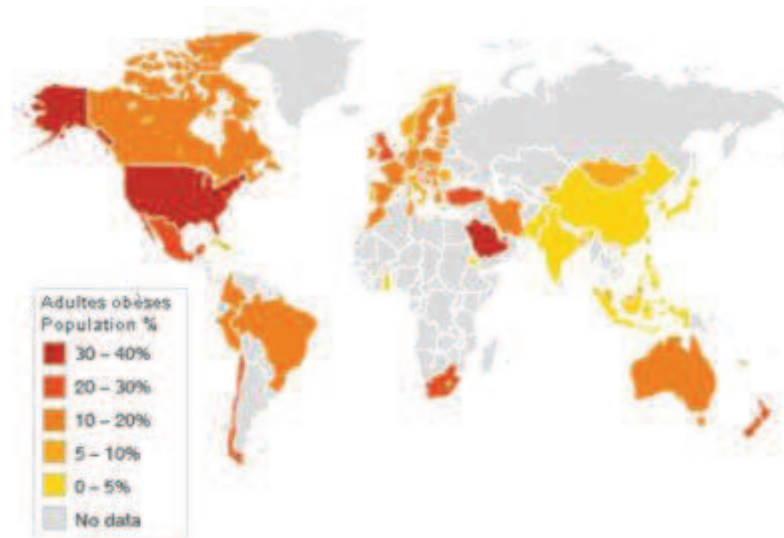 Adultes obèses
Population %
30 – 40%
20 – 30%
10 – 20%
5 – 10%
0 – 5%
No data